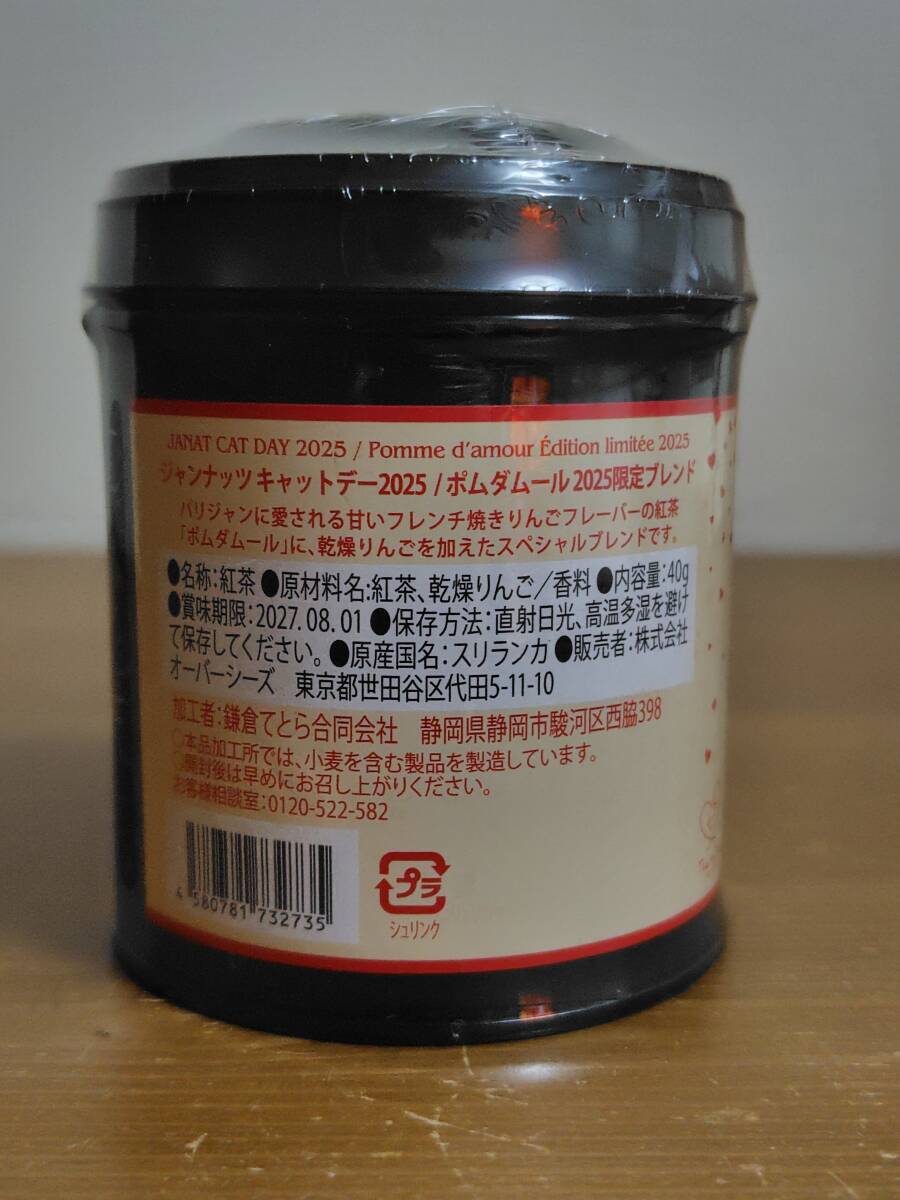 JANAT CAT DAY 2025 / Pomme d'amour Édition limitée 2025
ジャンナッツ キャットデー2025 / ポムダムール 2025限定ブレンド
パリジャンに愛される甘いフレンチ焼きりんごフレーバーの紅茶
「ポムダムール」に、乾燥りんごを加えたスペシャルブレンドです。
●名称:紅茶 ●原材料名:紅茶、乾燥りんご／香料 ●内容量:40g
●賞味期限:2027.08.01 ●保存方法:直射日光、高温多湿を避け
て保存してください。●原産国名:スリランカ ●販売者:株式会社
オーバーシーズ 東京都世田谷区代田5-11-10
加工者:鎌倉てとら合同会社 静岡県静岡市駿河区西脇398
○本品加工所では、小麦を含む製品を製造しています。
○開封後は早めにお召し上がりください。
お客様相談室:0120-522-582
4 580781 732735
プラ
シュリンク